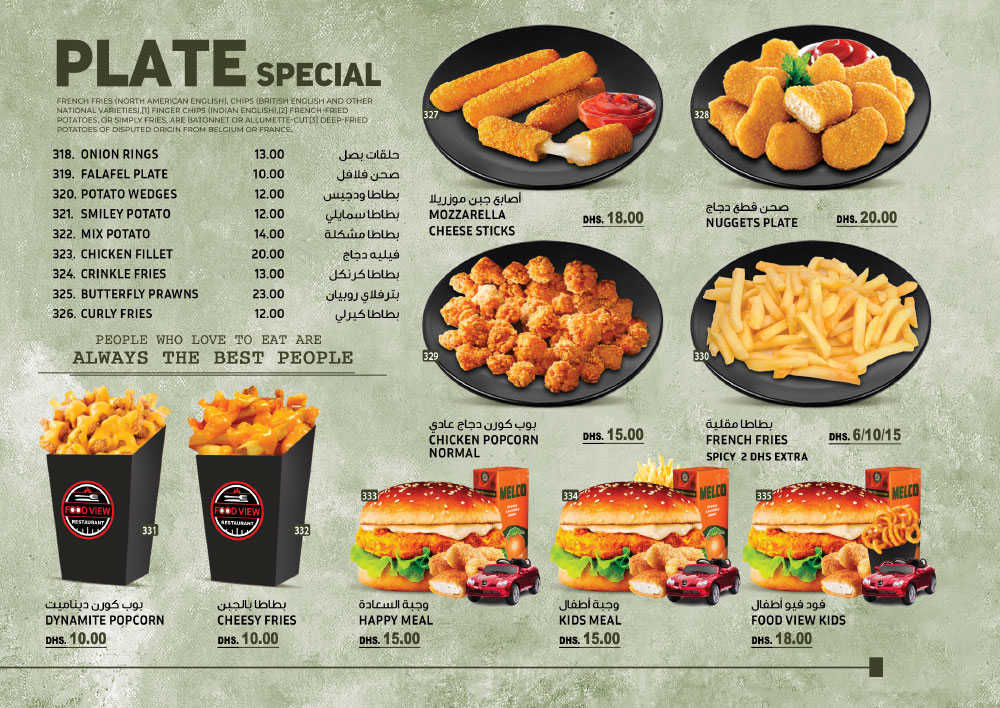 PLATE SPECIAL
FRENCH FRIES (NORTH AMERICAN ENGLISH), CHIPS (BRITISH ENGLISH AND OTHER
NATIONAL VARIETIES),[1] FINGER CHIPS (INDIAN ENGLISH),[2] FRENCH-FRIED
POTATOES, OR SIMPLY FRIES, ARE BATONNET OR ALLUMETTE-CUT[3] DEEP-FRIED
POTATOES OF DISPUTED ORIGIN FROM BELGIUM OR FRANCE.
318. ONION RINGS 13.00 حلقات بصل
319. FALAFEL PLATE 10.00 صحن فلافل
320. POTATO WEDGES 12.00 بطاطا ودجيس
321. SMILEY POTATO 12.00 بطاطا سمايلي
322. MIX POTATO 14.00 بطاطا مشكلة
323. CHICKEN FILLET 20.00 فيليه دجاج
324. CRINKLE FRIES 13.00 بطاطا كرنكل
325. BUTTERFLY PRAWNS 23.00 بترفلاي روبيان
326. CURLY FRIES 12.00 بطاطا كيرلي
PEOPLE WHO LOVE TO EAT ARE
ALWAYS THE BEST PEOPLE
327
أصابع جبن موزريلا
MOZZARELLA
CHEESE STICKS
DHS. 18.00
328
صحن قطع دجاج
NUGGETS PLATE
DHS. 20.00
329
بوب كورن دجاج عادي
CHICKEN POPCORN
NORMAL
DHS. 15.00
330
بطاطا مقلية
FRENCH FRIES
SPICY 2 DHS EXTRA
DHS. 6/10/15
FOOD VIEW
RESTAURANT
331
بوب كورن ديناميت
DYNAMITE POPCORN
DHS. 10.00
FOOD VIEW
RESTAURANT
332
بطاطا بالجبن
CHEESY FRIES
DHS. 10.00
333
MELCO
وجبة السعادة
HAPPY MEAL
DHS. 15.00
334
MELCO
وجبة أطفال
KIDS MEAL
DHS. 15.00
335
MELCO
فود فيو أطفال
FOOD VIEW KIDS
DHS. 18.00